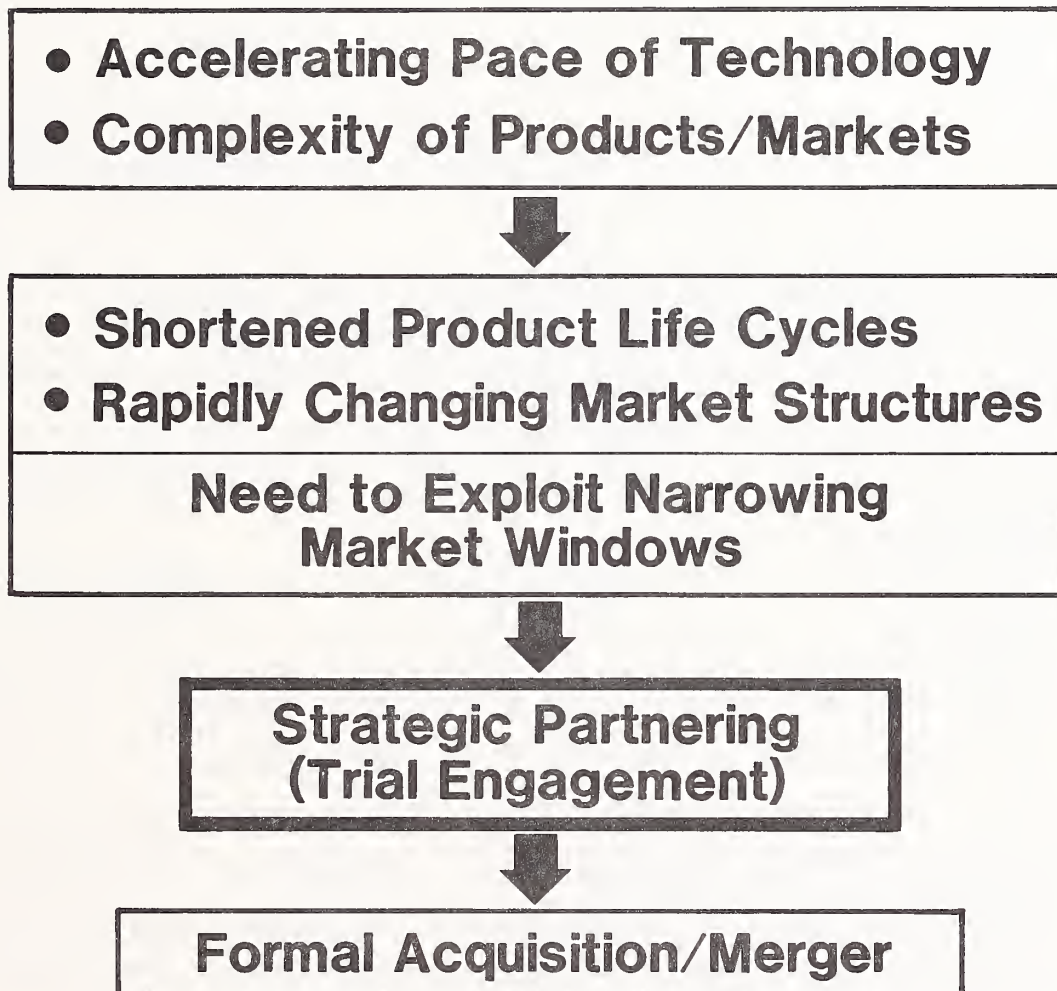 • Accelerating Pace of Technology
• Complexity of Products/Markets
• Shortened Product Life Cycles
• Rapidly Changing Market Structures
Need to Exploit Narrowing
Market Windows
Strategic Partnering
(Trial Engagement)
Formal Acquisition/Merger